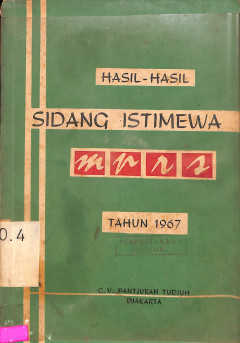 HASIL-HASIL
SIDANG ISTIMEWA
mprs
TAHUN 1967
C.V. PANTJURAN TUDJUH
DJAKARTA
0.4